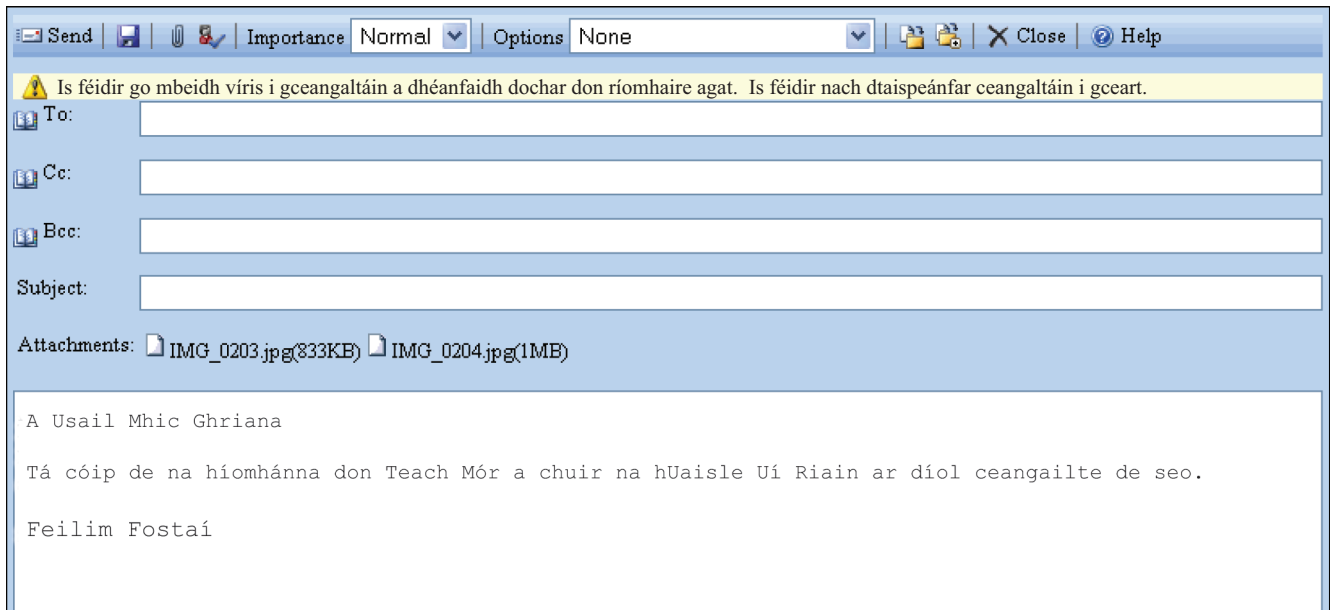 Send Importance Normal Options None Close Help
Is féidir go mbeidh víris i gceangaltáin a dhéanfaidh dochar don ríomhaire agat. Is féidir nach dtaispeánfar ceangaltáin i gceart.
To:
Cc:
Bcc:
Subject:
Attachments: IMG_0203.jpg(833KB) IMG_0204.jpg(1MB)
A Usail Mhic Ghriana
Tá cóip de na híomhánna don Teach Mór a chuir na hUaisle Uí Riain ar díol ceangailte de seo.
Feilim Fostaí